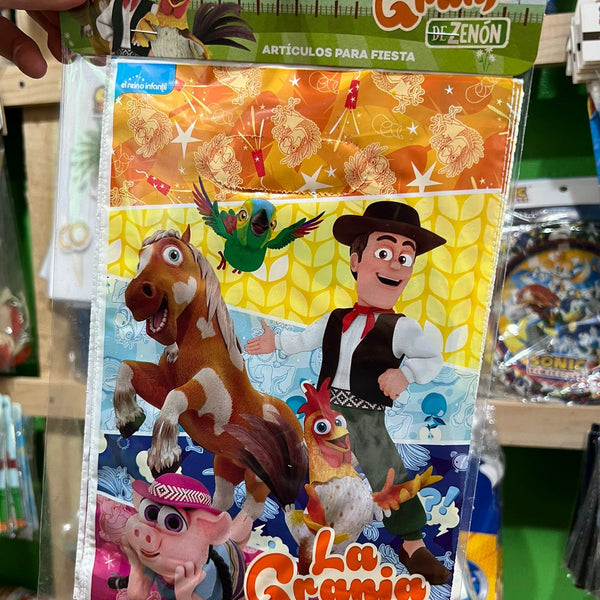 Granja
DE ZENÓN
ARTÍCULOS PARA FIESTA
el reino infantil
La
Granja
SONIC